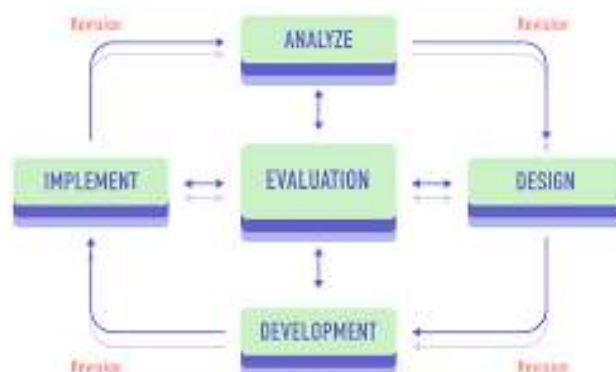 Revision
Revision
ANALYZE
IMPLEMENT
EVALUATION
DESIGN
DEVELOPMENT
Revision
Revision